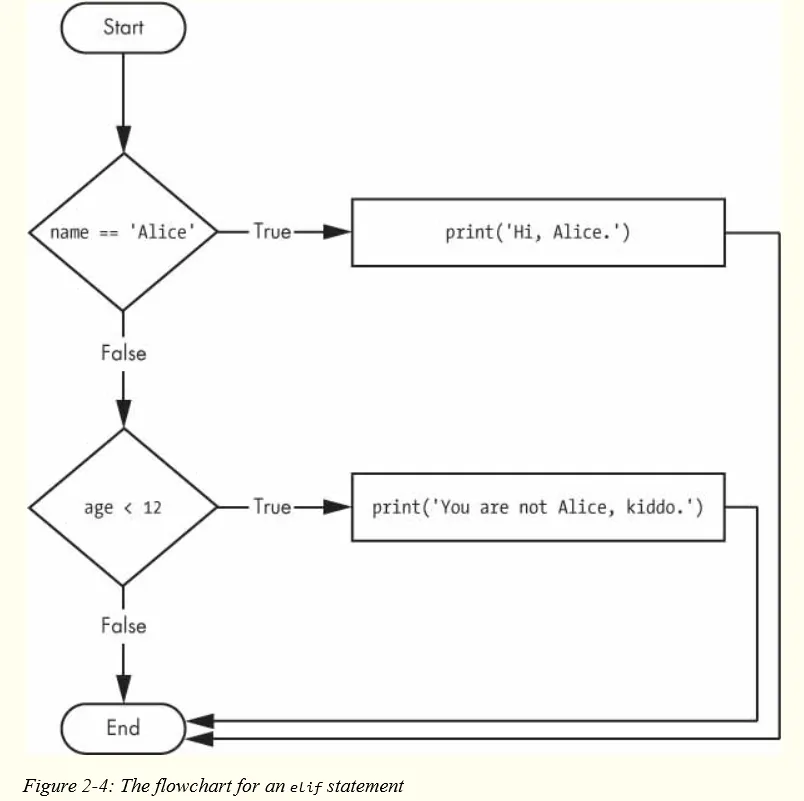 Start
name == 'Alice'
True
print('Hi, Alice.')
False
age < 12
True
print('You are not Alice, kiddo.')
False
End
Figure 2-4: The flowchart for an elif statement